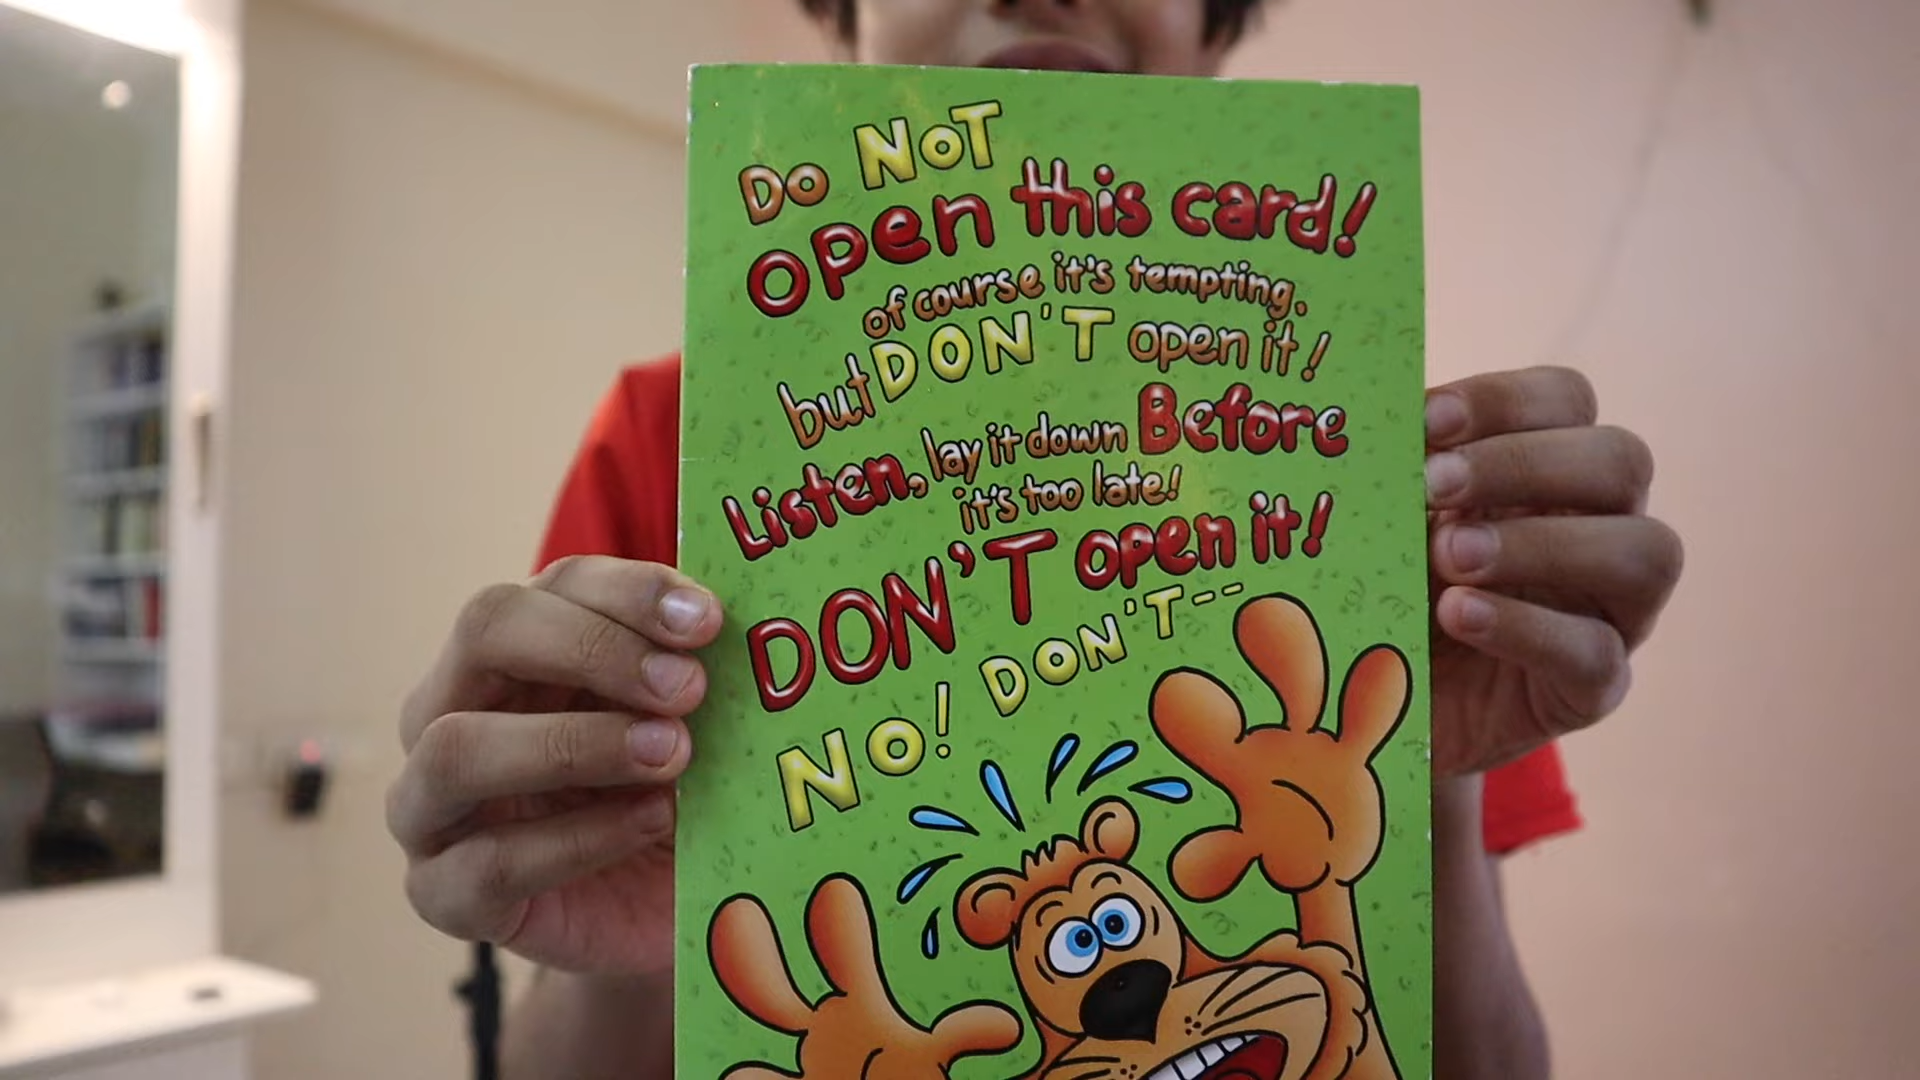 Do NoT
open this card!
of course it's tempting,
but DON'T open it!
Listen, lay it down Before
it's too late!
DON'T open it!
No! DON'T--